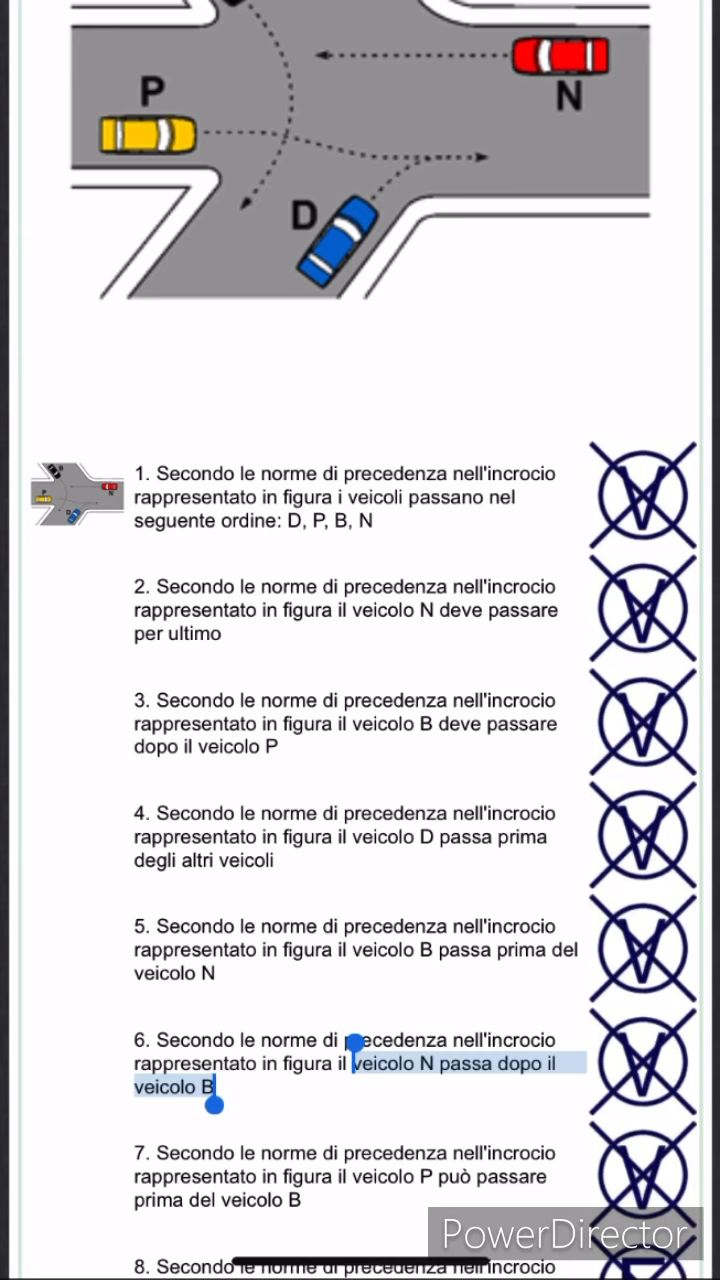 P
N
D
1. Secondo le norme di precedenza nell'incrocio
rappresentato in figura i veicoli passano nel
seguente ordine: D, P, B, N
V
2. Secondo le norme di precedenza nell'incrocio
rappresentato in figura il veicolo N deve passare
per ultimo
V
3. Secondo le norme di precedenza nell'incrocio
rappresentato in figura il veicolo B deve passare
dopo il veicolo P
V
4. Secondo le norme di precedenza nell'incrocio
rappresentato in figura il veicolo D passa prima
degli altri veicoli
V
5. Secondo le norme di precedenza nell'incrocio
rappresentato in figura il veicolo B passa prima del
veicolo N
V
6. Secondo le norme di precedenza nell'incrocio
rappresentato in figura il veicolo N passa dopo il
veicolo B
V
7. Secondo le norme di precedenza nell'incrocio
rappresentato in figura il veicolo P può passare
prima del veicolo B
V
PowerDirector
8. Secondo le norme di precedenza nell'incrocio